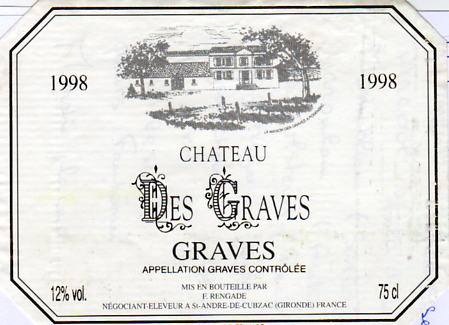 1998
1998
CHATEAU
DES GRAVES
GRAVES
APPELLATION GRAVES CONTRÔLÉE
12% vol.
MIS EN BOUTEILLE PAR
F. RENGADE
NÉGOCIANT-ELEVEUR A St-ANDRE-DE-CUBZAC (GIRONDE) FRANCE
75 cl